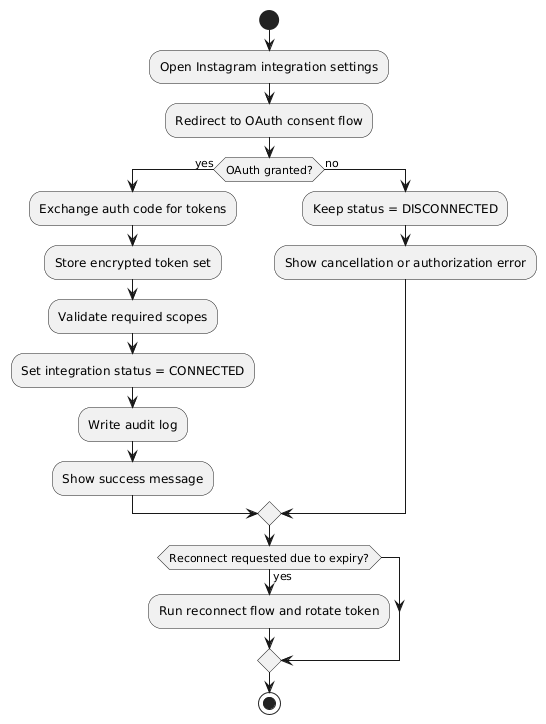 Open Instagram integration settings
Redirect to OAuth consent flow
OAuth granted?
yes
no
Exchange auth code for tokens
Store encrypted token set
Validate required scopes
Set integration status = CONNECTED
Write audit log
Show success message
Keep status = DISCONNECTED
Show cancellation or authorization error
Reconnect requested due to expiry?
yes
Run reconnect flow and rotate token